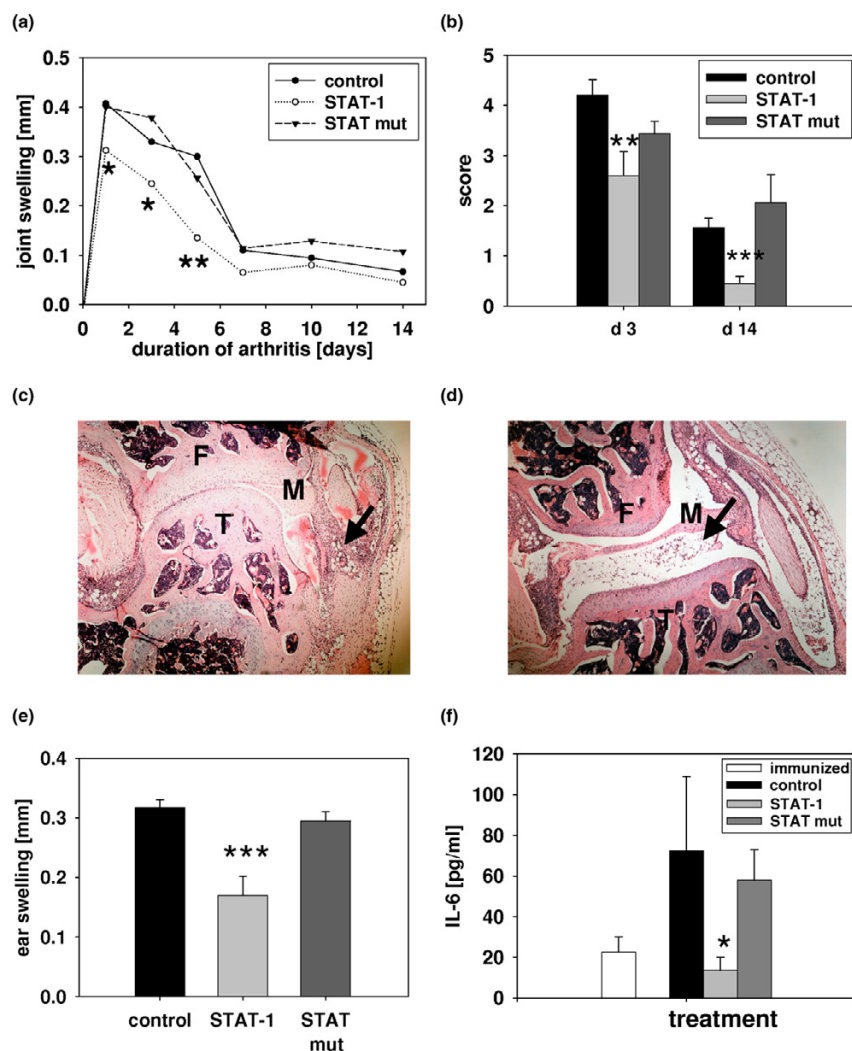 (a)
joint swelling [mm]
0.5
0.4
0.3
0.2
0.1
0.0
control
STAT-1
STAT mut
*
*
**
0 2 4 6 8 10 12 14
duration of arthritis [days]
(b)
score
5
4
3
2
1
0
control
STAT-1
STAT mut
**
***
d 3 d 14
(c)
F
M
T
(d)
F
M
T
(e)
ear swelling [mm]
0.4
0.3
0.2
0.1
0.0
***
control STAT-1 STAT
mut
(f)
IL-6 [pg/ml]
120
100
80
60
40
20
0
immunized
control
STAT-1
STAT mut
*
treatment